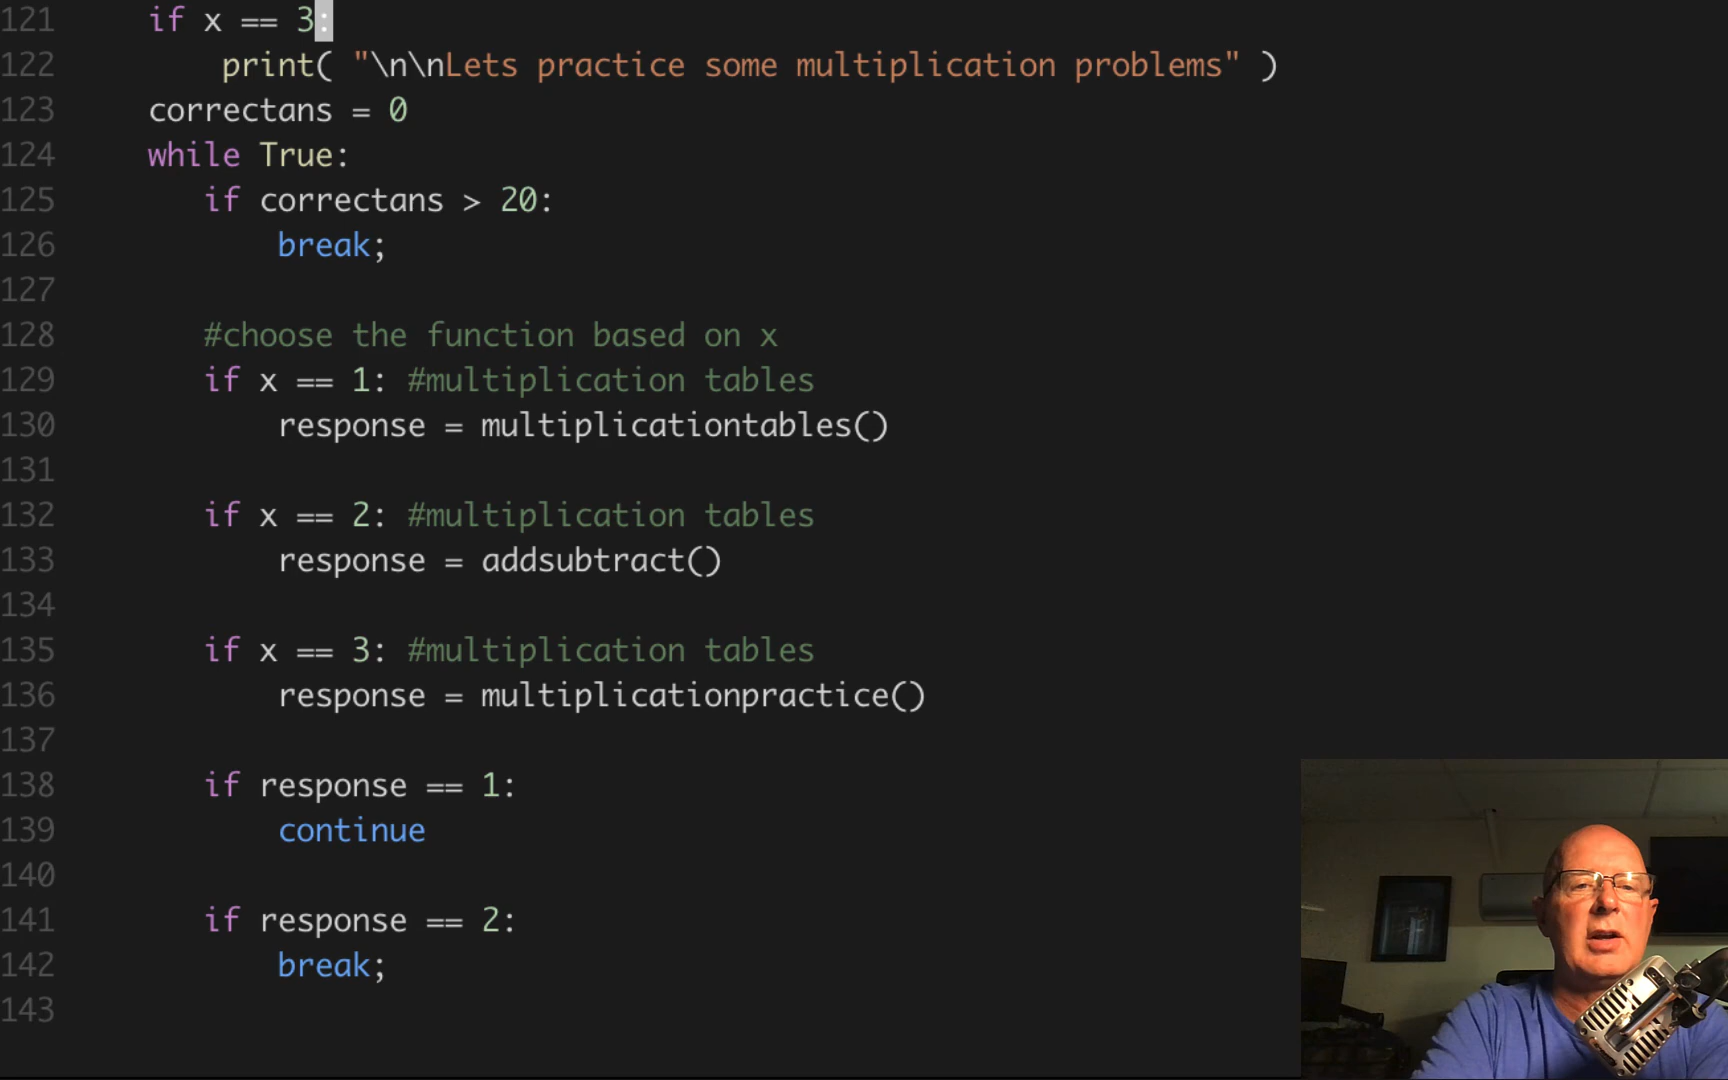 121 if x == 3:
122 print( "\n\nLets practice some multiplication problems" )
123 correctans = 0
124 while True:
125 if correctans > 20:
126 break;
127
128 #choose the function based on x
129 if x == 1: #multiplication tables
130 response = multiplicationtables()
131
132 if x == 2: #multiplication tables
133 response = addsubtract()
134
135 if x == 3: #multiplication tables
136 response = multiplicationpractice()
137
138 if response == 1:
139 continue
140
141 if response == 2:
142 break;
143